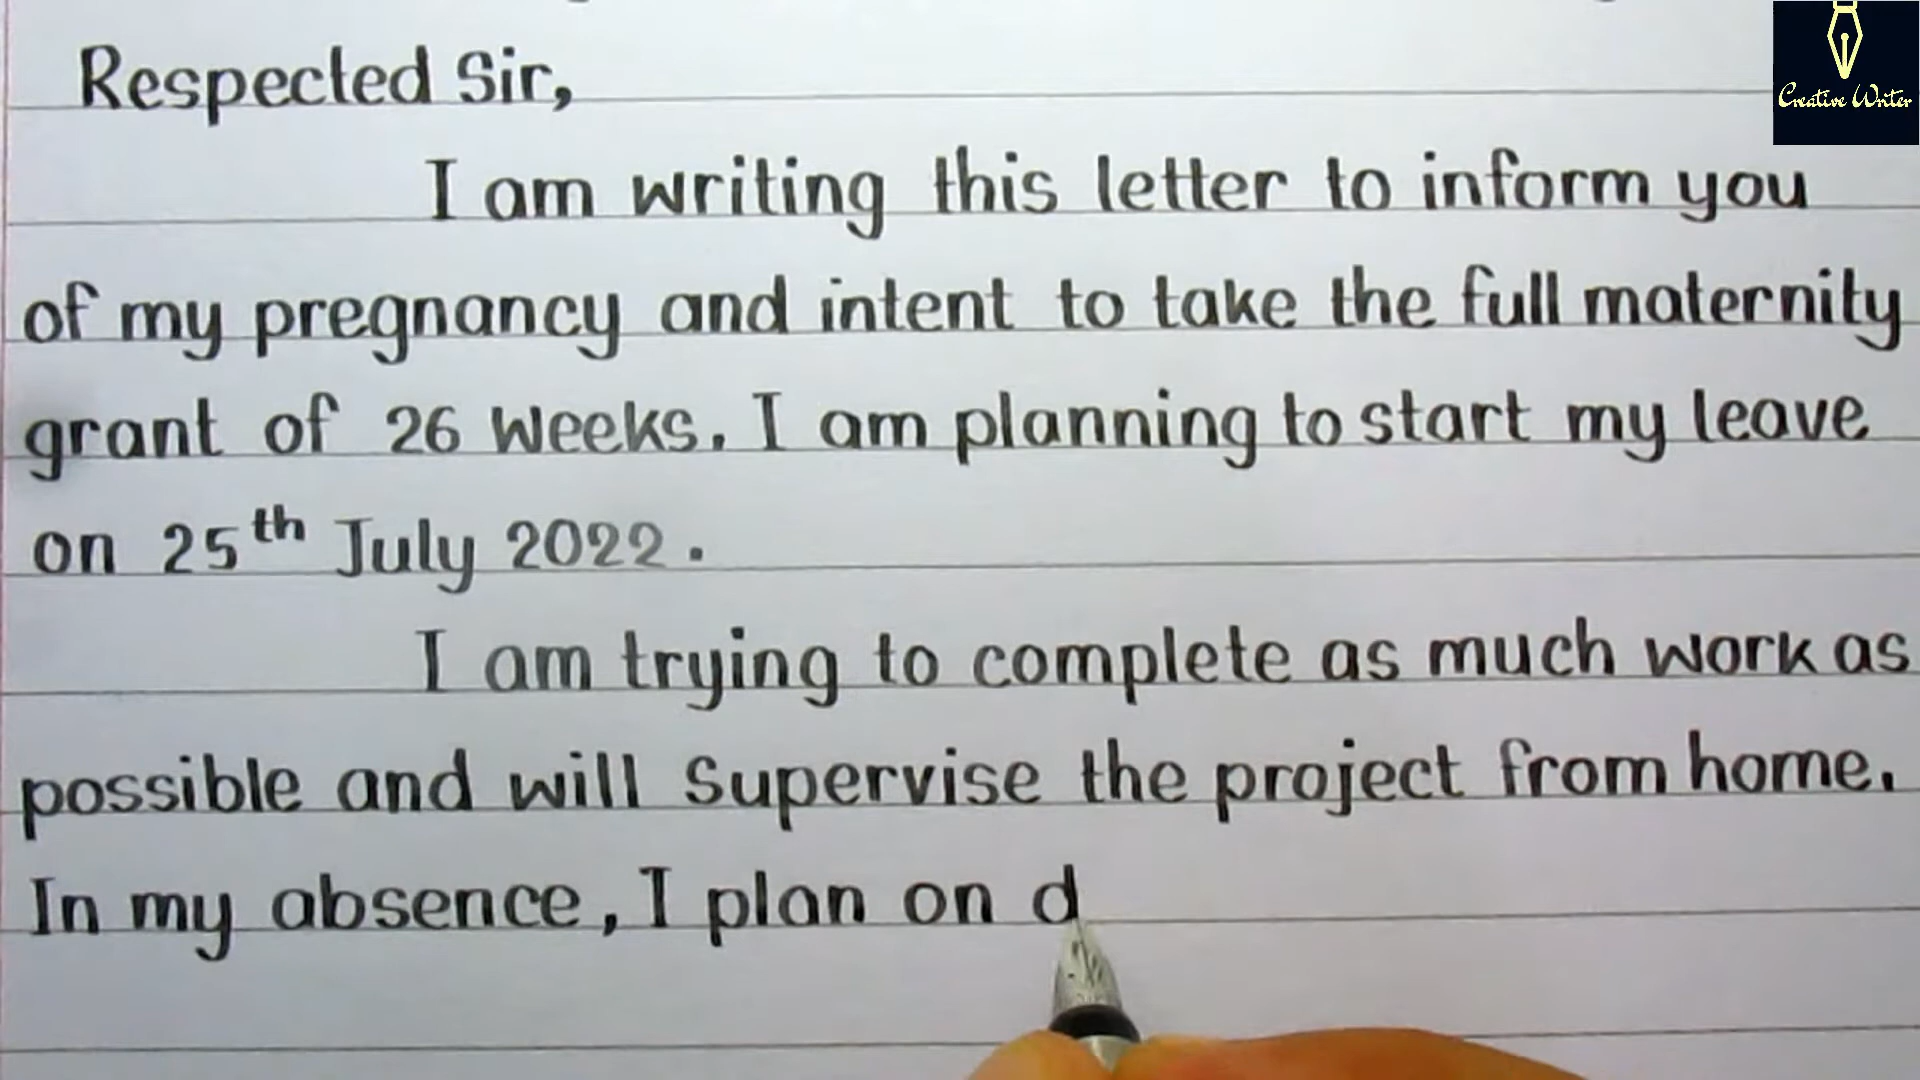 Creative Writer
Respected Sir,
I am writing this letter to inform you
of my pregnancy and intent to take the full maternity
grant of 26 weeks. I am planning to start my leave
on 25th July 2022.
I am trying to complete as much work as
possible and will supervise the project from home.
In my absence, I plan on d